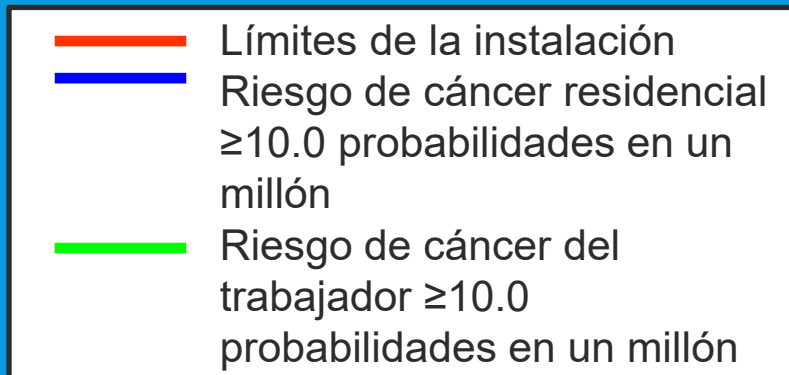 Límites de la instalación
Riesgo de cáncer residencial
≥10.0 probabilidades en un
millón
Riesgo de cáncer del
trabajador ≥10.0
probabilidades en un millón